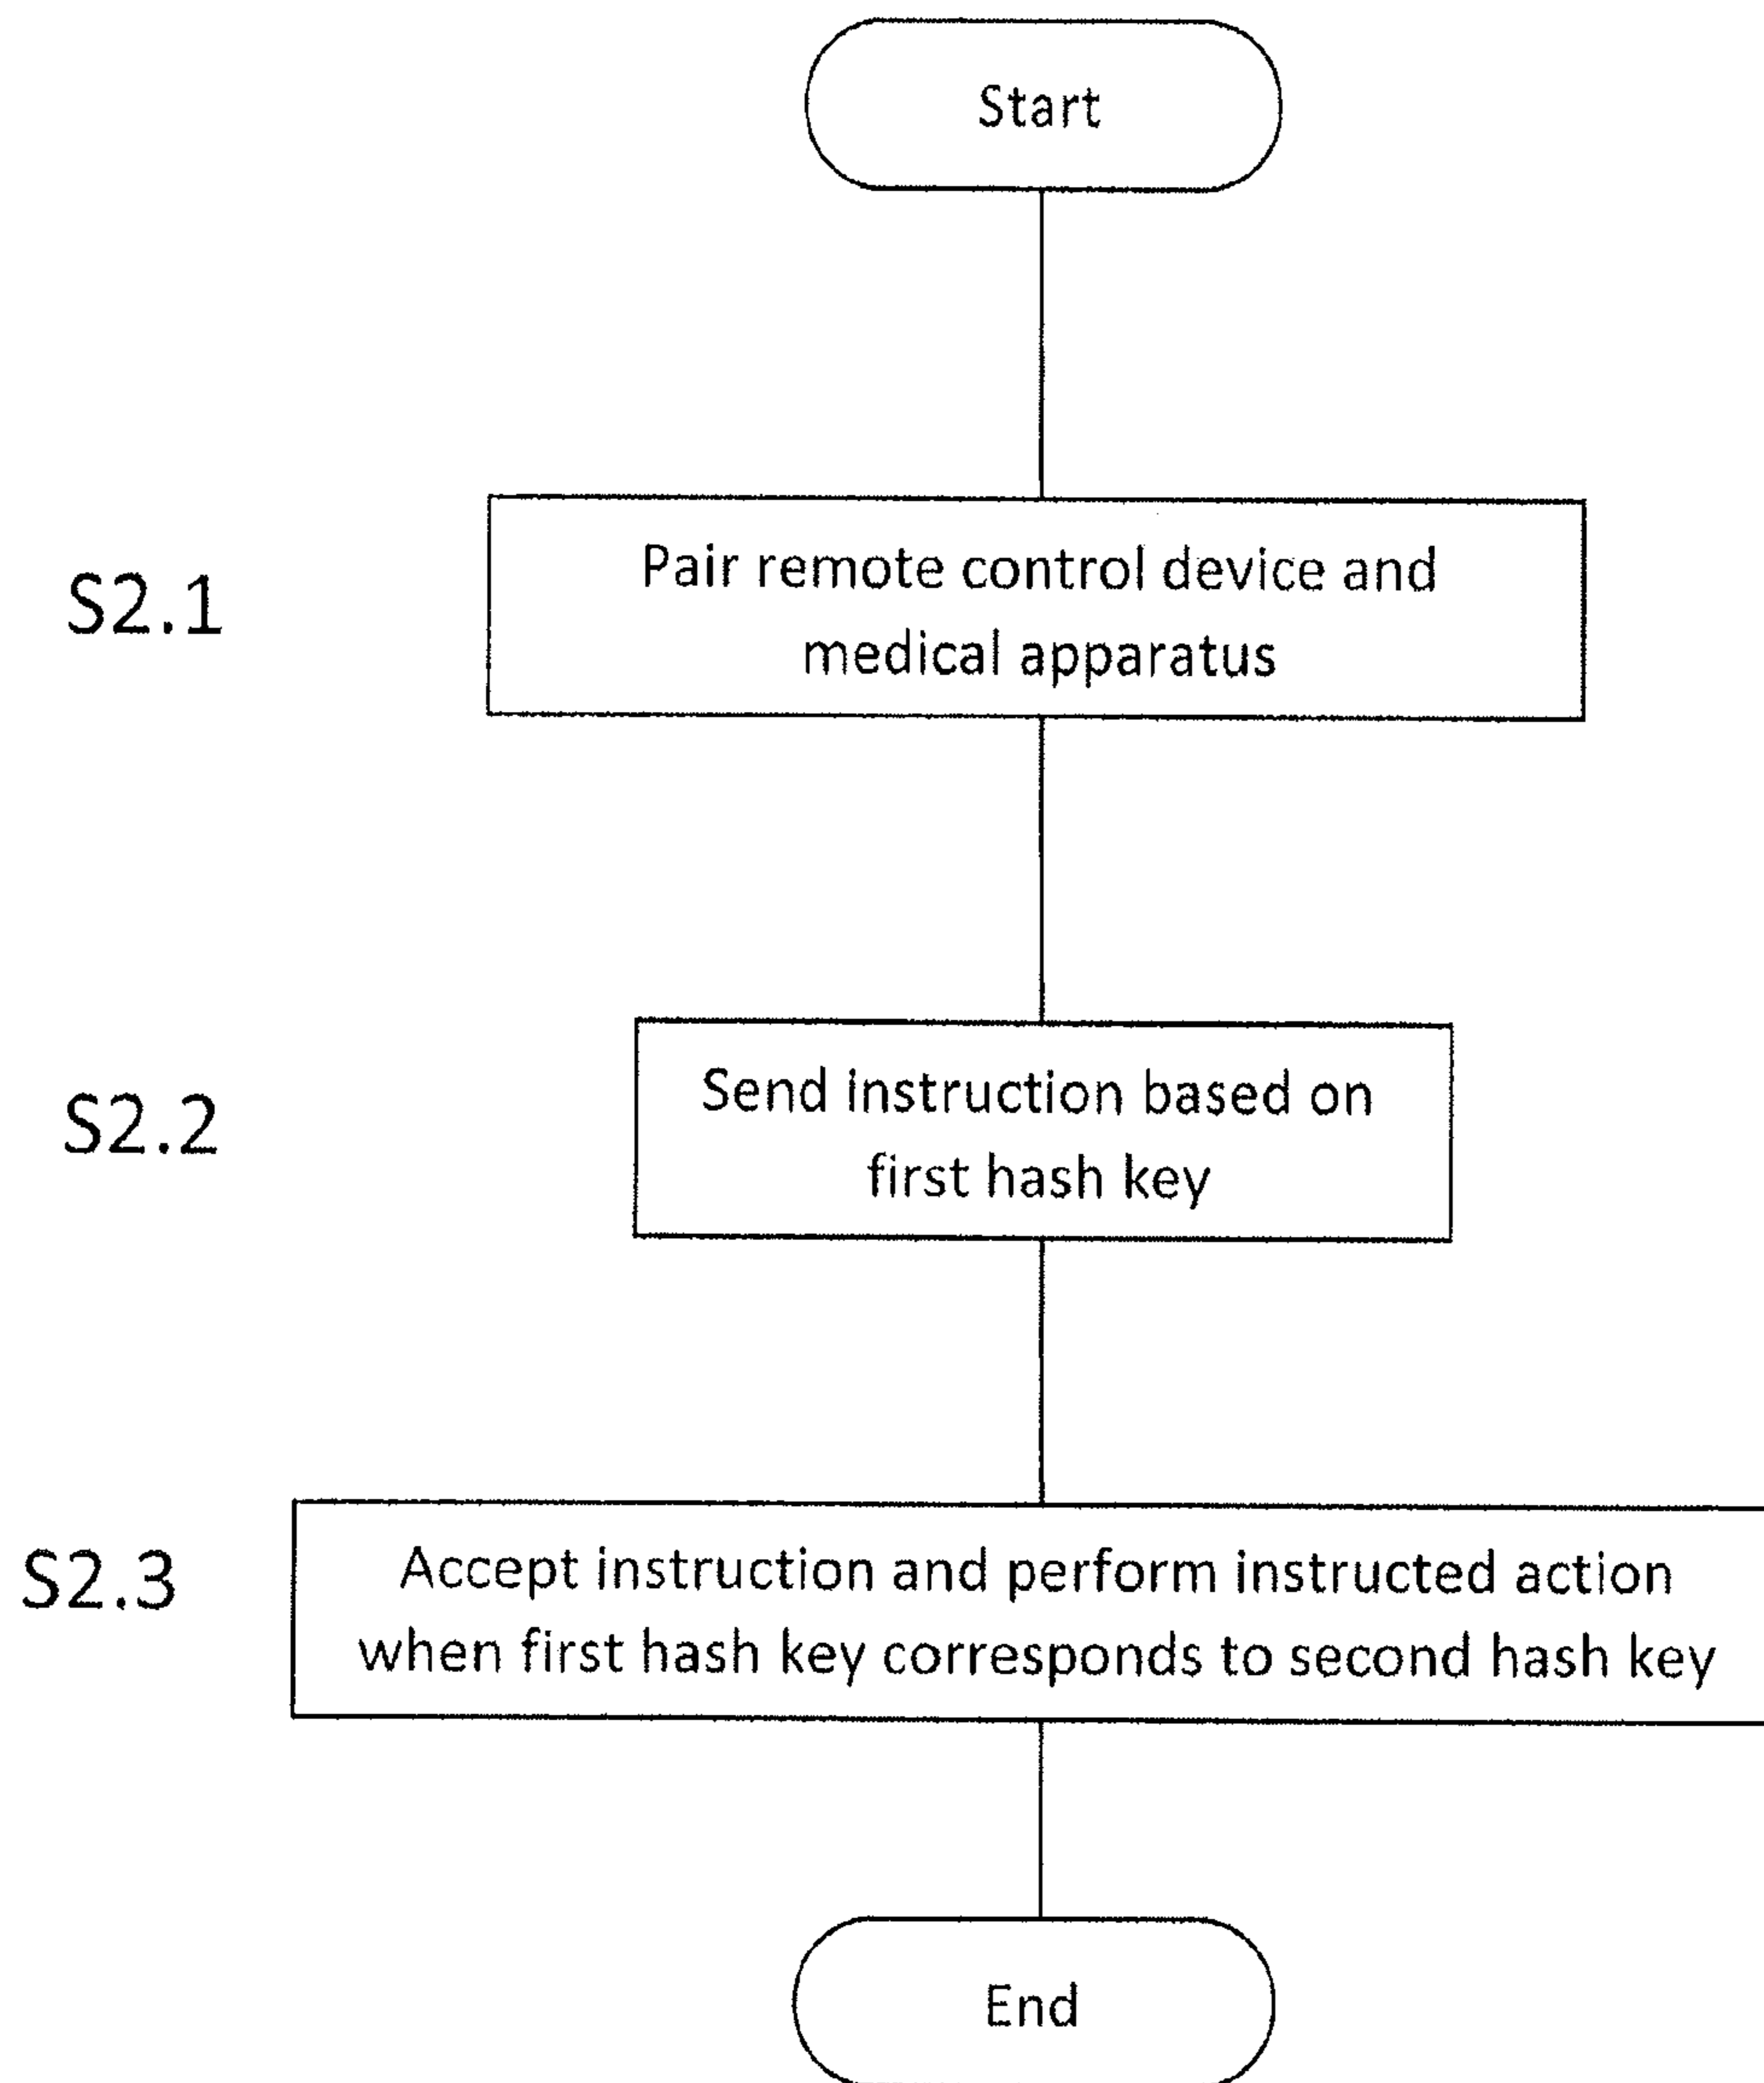 Start
S2.1
Pair remote control device and
medical apparatus
S2.2
Send instruction based on
first hash key
S2.3
Accept instruction and perform instructed action
when first hash key corresponds to second hash key
End